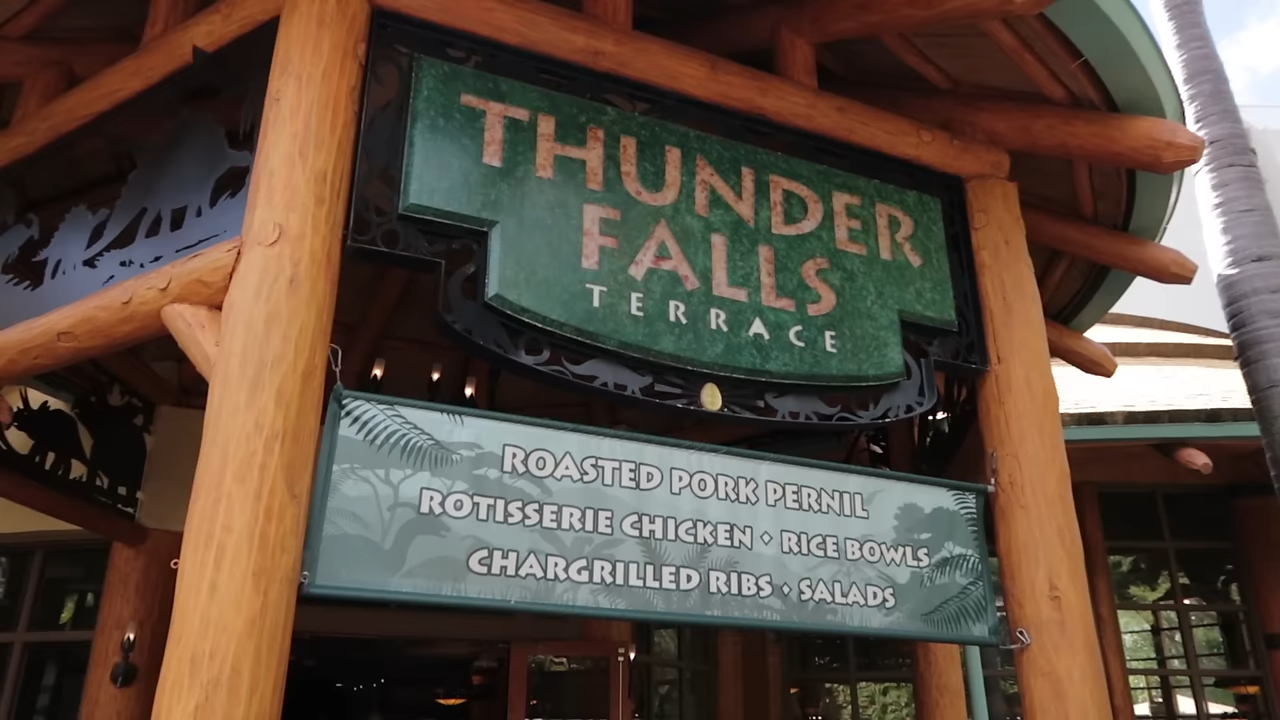 THUNDER
FALLS
TERRACE
ROASTED PORK PERNIL
ROTISSERIE CHICKEN ⬩ RICE BOWLS
CHARGRILLED RIBS ⬩ SALADS